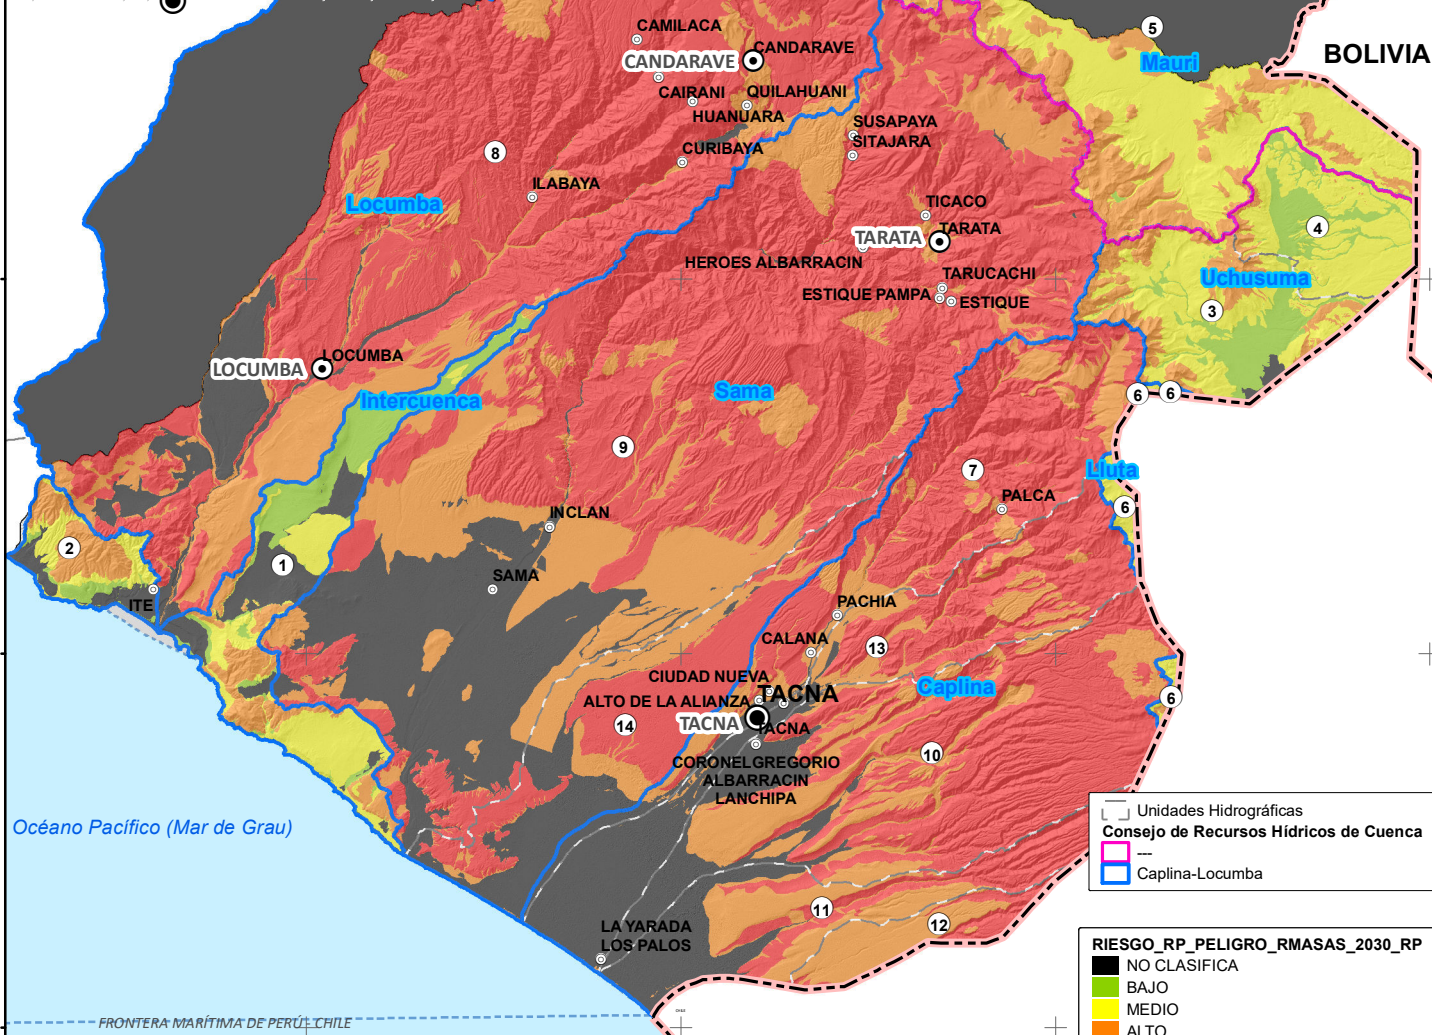 5
BOLIVIA
Mauri
CAMILACA
CANDARAVE
CANDARAVE
CAIRANI
QUILAHUANI
HUANUARA
SUSAPAYA
SITAJARA
CURIBAYA
8
ILABAYA
Locumba
TICACO
TARATA
TARATA
HEROES ALBARRACIN
4
Uchusuma
3
TARUCACHI
ESTIQUE PAMPA
ESTIQUE
LOCUMBA
LOCUMBA
Intercuenca
Sama
6
6
9
7
Lluta
PALCA
6
INCLAN
2
1
SAMA
ITE
PACHIA
CALANA
13
CIUDAD NUEVA
TACNA
ALTO DE LA ALIANZA
Caplina
6
14
TACNA
TACNA
10
CORONELGREGORIO
ALBARRACIN
LANCHIPA
Océano Pacífico (Mar de Grau)
11
12
LA YARADA
LOS PALOS
FRONTERA MARÍTIMA DE PERÚ - CHILE
Unidades Hidrográficas
Consejo de Recursos Hídricos de Cuenca
---
Caplina-Locumba
RIESGO_RP_PELIGRO_RMASAS_2030_RP
NO CLASIFICA
BAJO
MEDIO
ALTO